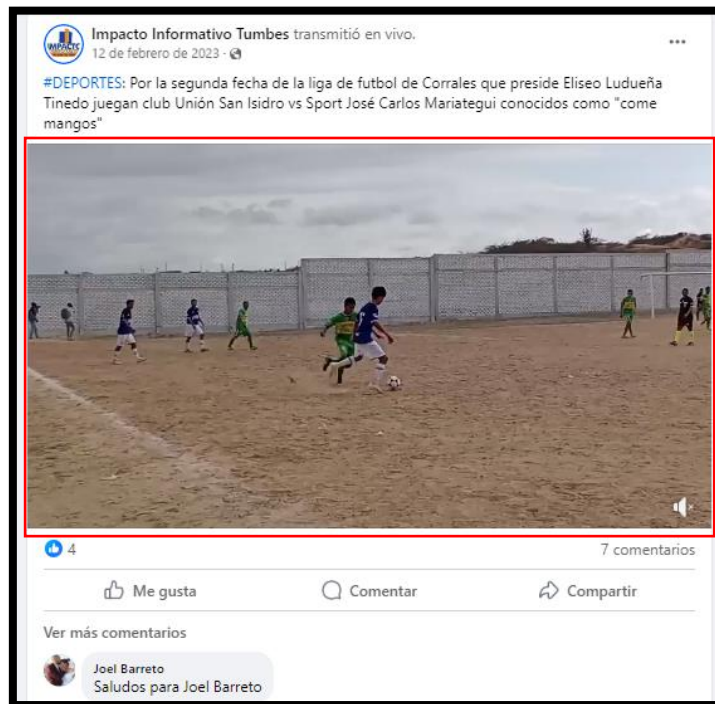 IMPACTO
Impacto Informativo Tumbes transmitió en vivo.
12 de febrero de 2023 ·
#DEPORTES: Por la segunda fecha de la liga de futbol de Corrales que preside Eliseo Ludueña
Tinedo juegan club Unión San Isidro vs Sport José Carlos Mariategui conocidos como "come
mangos"
4
7 comentarios
Me gusta
Comentar
Compartir
Ver más comentarios
Joel Barreto
Saludos para Joel Barreto